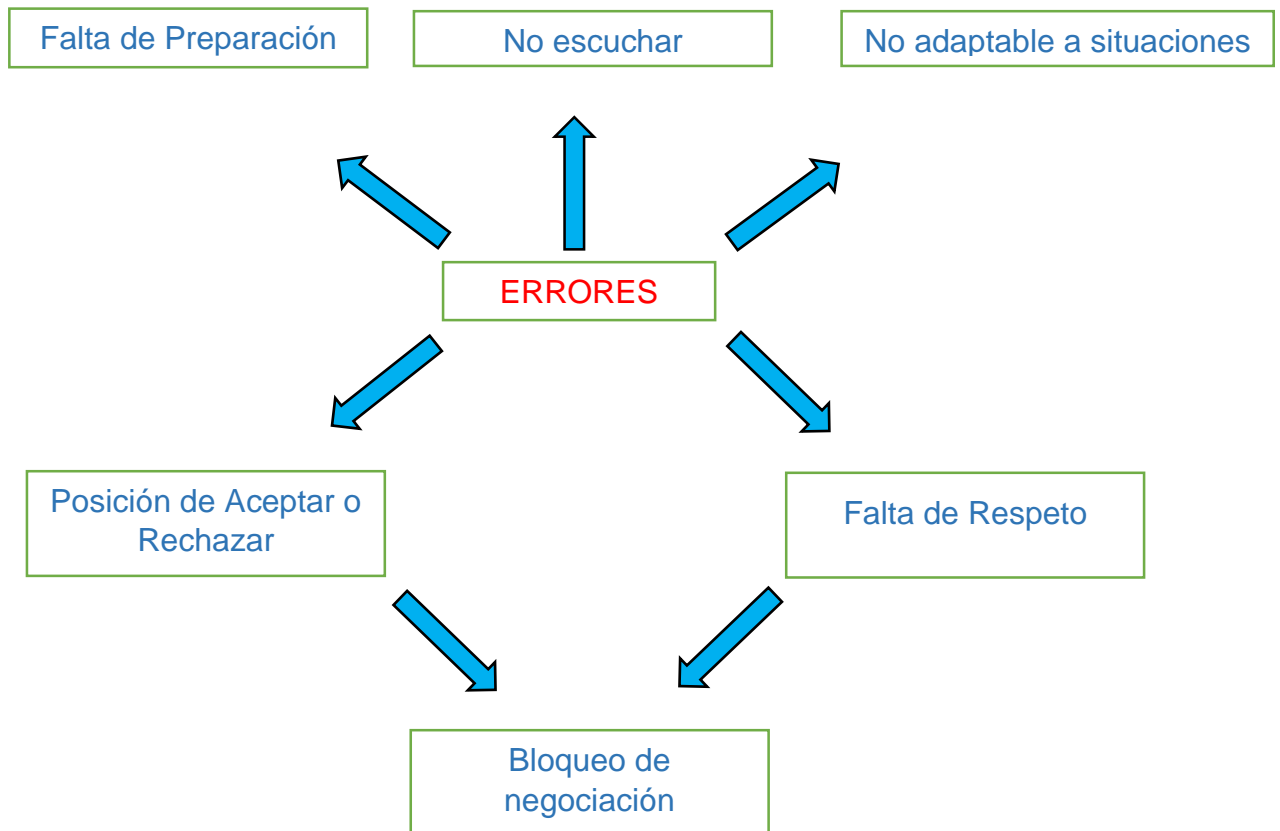 Falta de Preparación
No escuchar
No adaptable a situaciones
ERRORES
Posición de Aceptar o
Rechazar
Falta de Respeto
Bloqueo de
negociación